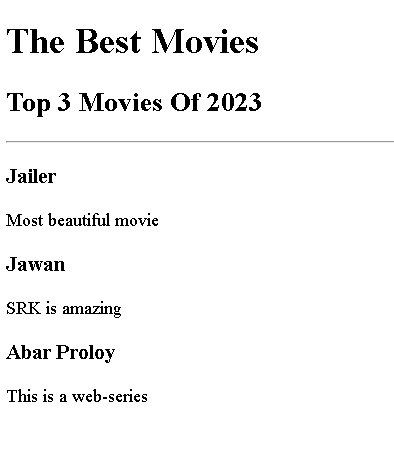 The Best Movies
Top 3 Movies Of 2023
Jailer
Most beautiful movie
Jawan
SRK is amazing
Abar Proloy
This is a web-series